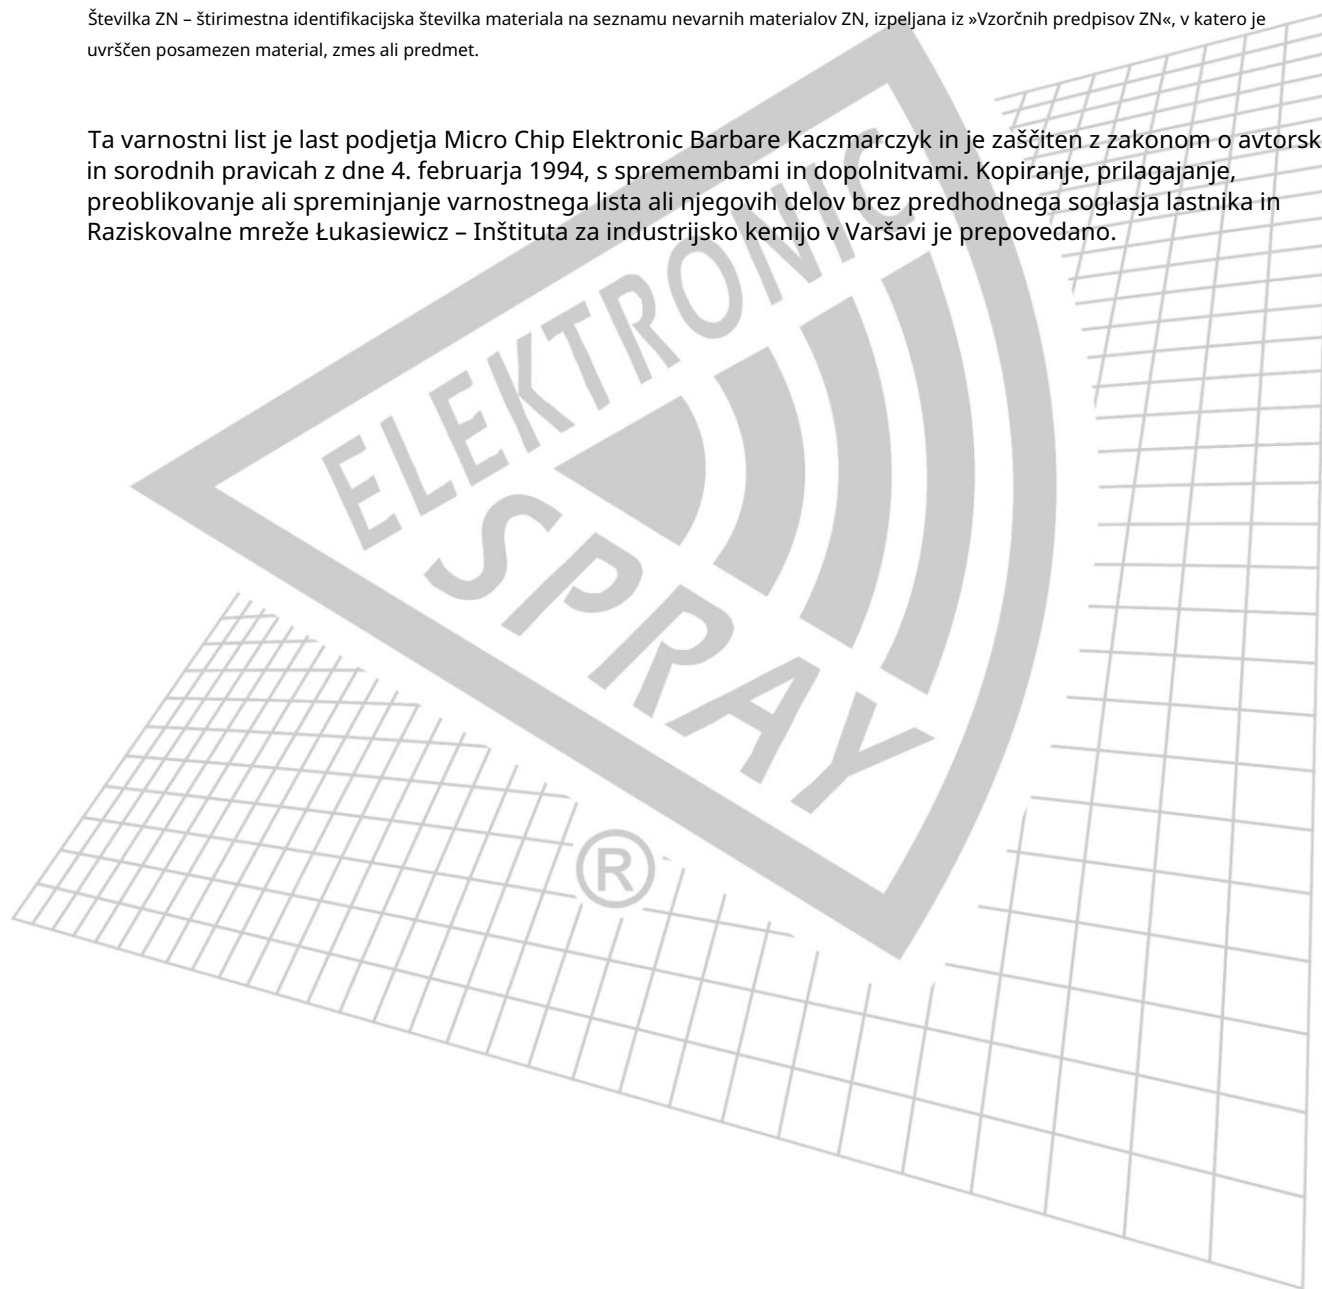 Številka ZN – štirimestna identifikacijska številka materiala na seznamu nevarnih materialov ZN, izpeljana iz »Vzorčnih predpisov ZN«, v katero je
uvrščen posamezen material, zmes ali predmet.
Ta varnostni list je last podjetja Micro Chip Elektronic Barbare Kaczmarczyk in je zaščiten z zakonom o avtorsk
in sorodnih pravicah z dne 4. februarja 1994, s spremembami in dopolnitvami. Kopiranje, prilagajanje,
preoblikovanje ali spreminjanje varnostnega lista ali njegovih delov brez predhodnega soglasja lastnika in
Raziskovalne mreže Łukasiewicz – Inštituta za industrijsko kemijo v Varšavi je prepovedano.
ELEKTRONIC
SPRAY
®